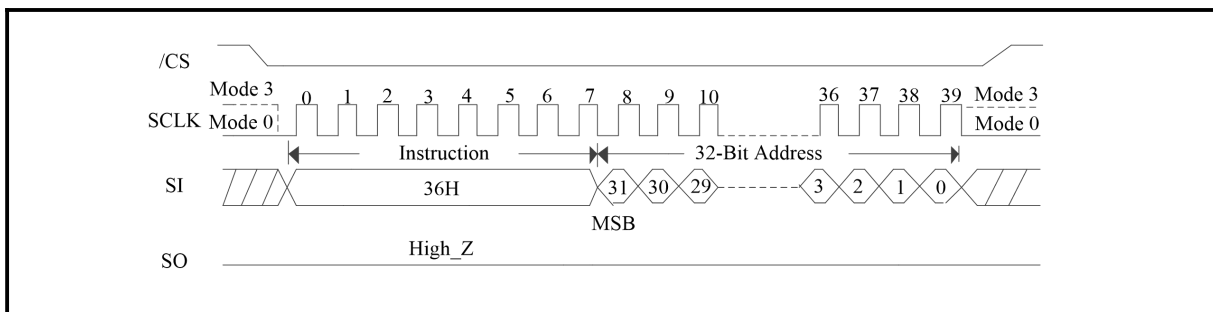 /CS
Mode 3 0 1 2 3 4 5 6 7 8 9 10 36 37 38 39 Mode 3
SCLK Mode 0 Mode 0
Instruction 32-Bit Address
SI 36H 31 30 29 3 2 1 0
MSB
High_Z
SO